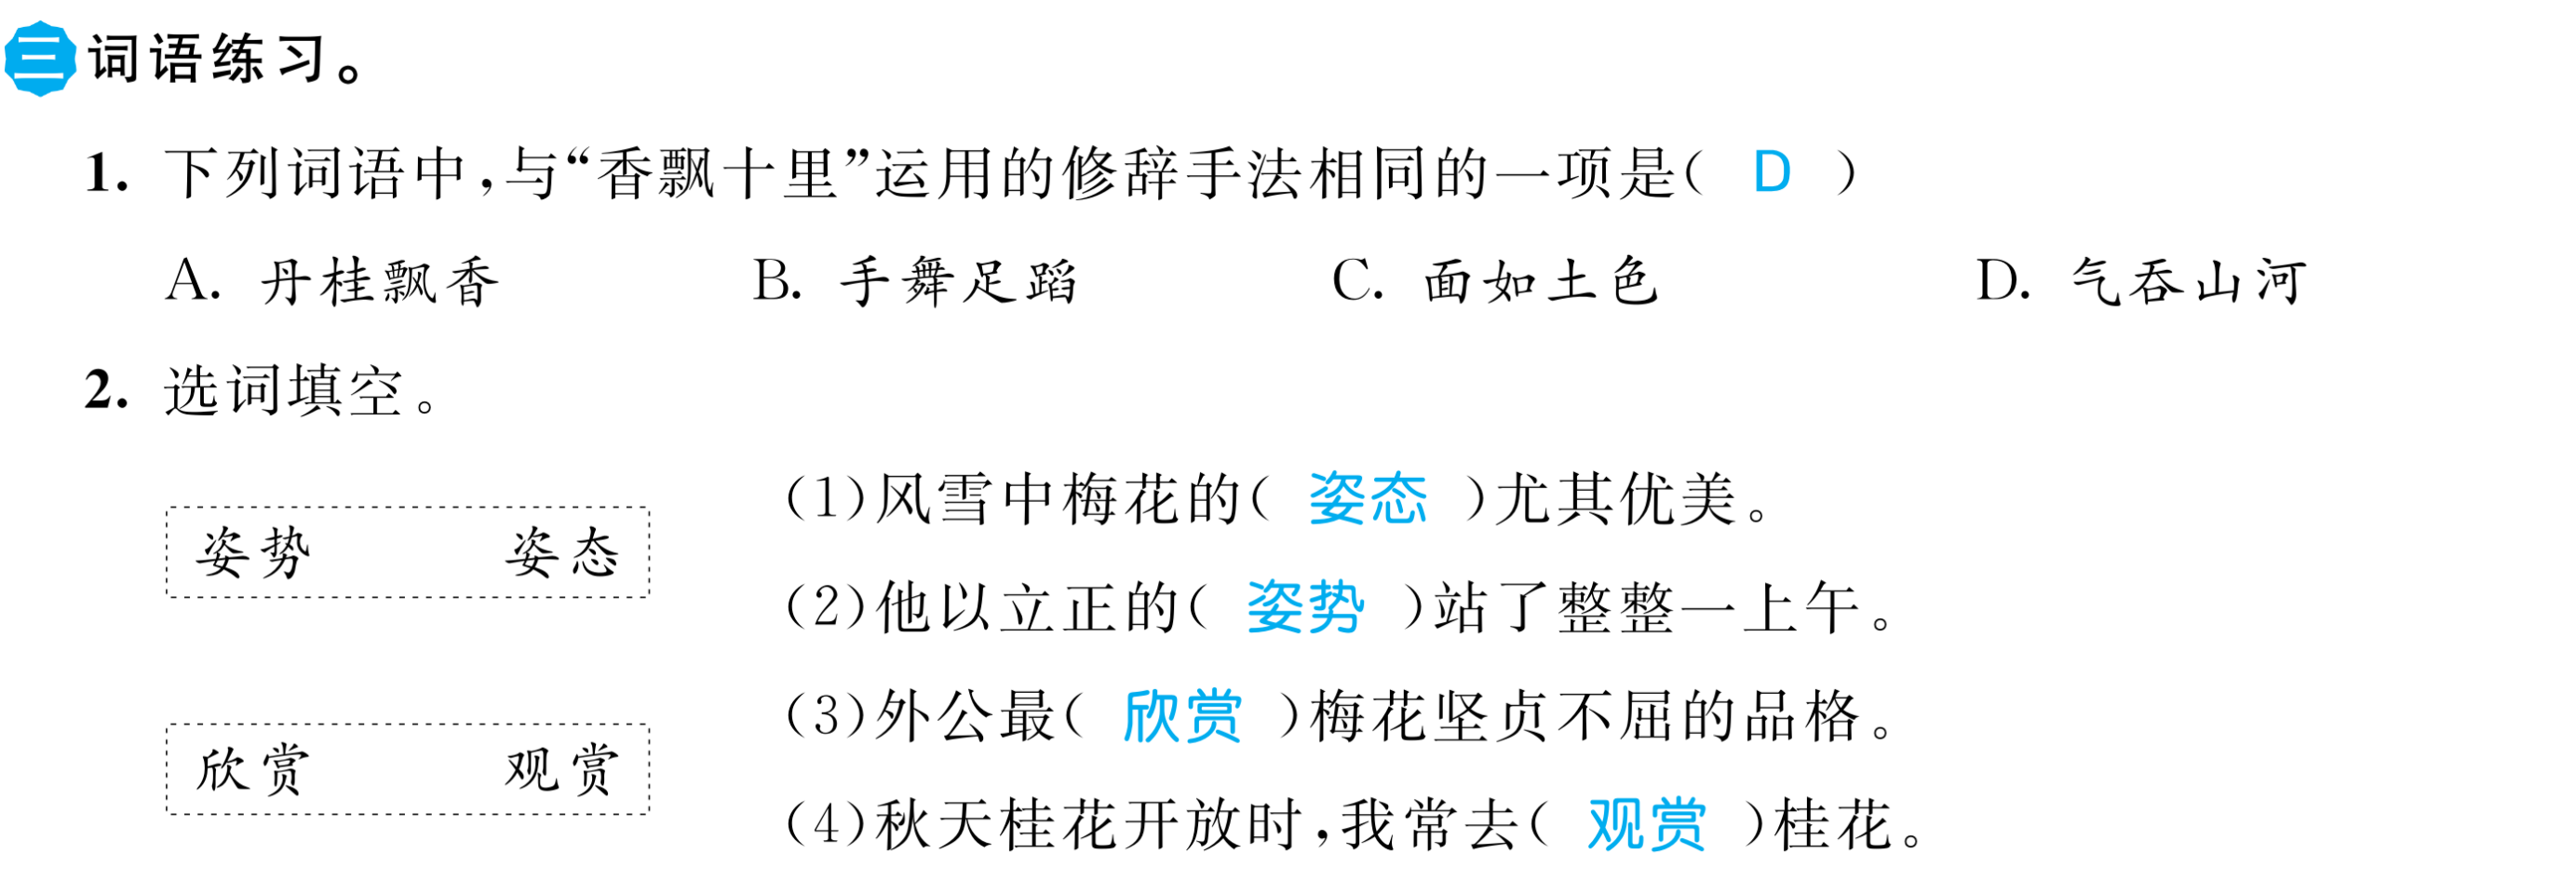 三 词语练习。
1. 下列词语中,与“香飘十里”运用的修辞手法相同的一项是( D )
A. 丹桂飘香 B. 手舞足蹈 C. 面如土色 D. 气吞山河
2. 选词填空。
姿势 姿态
(1)风雪中梅花的( 姿态 )尤其优美。
(2)他以立正的( 姿势 )站了整整一上午。
欣赏 观赏
(3)外公最( 欣赏 )梅花坚贞不屈的品格。
(4)秋天桂花开放时,我常去( 观赏 )桂花。